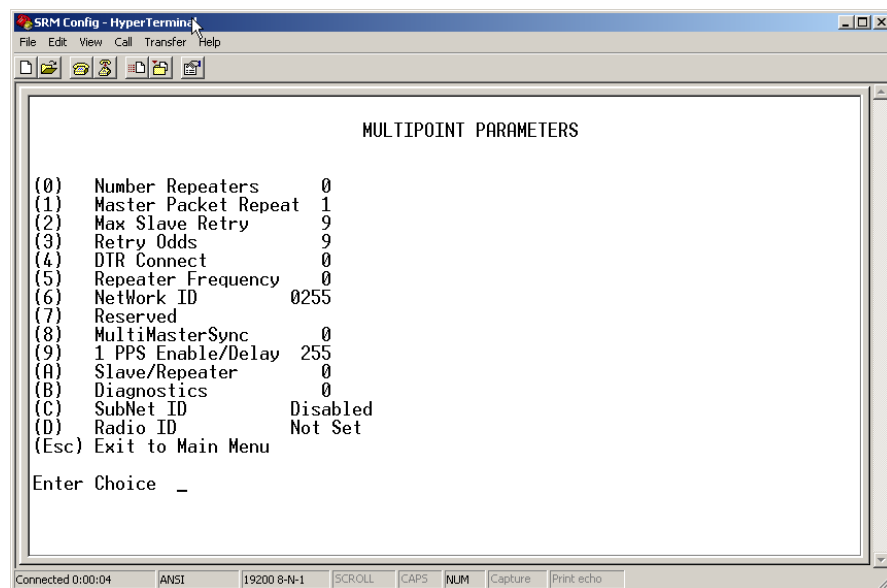 SRM Config - HyperTerminal
File Edit View Call Transfer Help
MULTIPOINT PARAMETERS
(0) Number Repeaters 0
(1) Master Packet Repeat 1
(2) Max Slave Retry 9
(3) Retry Odds 9
(4) DTR Connect 0
(5) Repeater Frequency 0
(6) NetWork ID 0255
(7) Reserved
(8) MultiMasterSync 0
(9) 1 PPS Enable/Delay 255
(A) Slave/Repeater 0
(B) Diagnostics 0
(C) SubNet ID Disabled
(D) Radio ID Not Set
(Esc) Exit to Main Menu
Enter Choice _
Connected 0:00:04 ANSI 19200 8-N-1 SCROLL CAPS NUM Capture Print echo